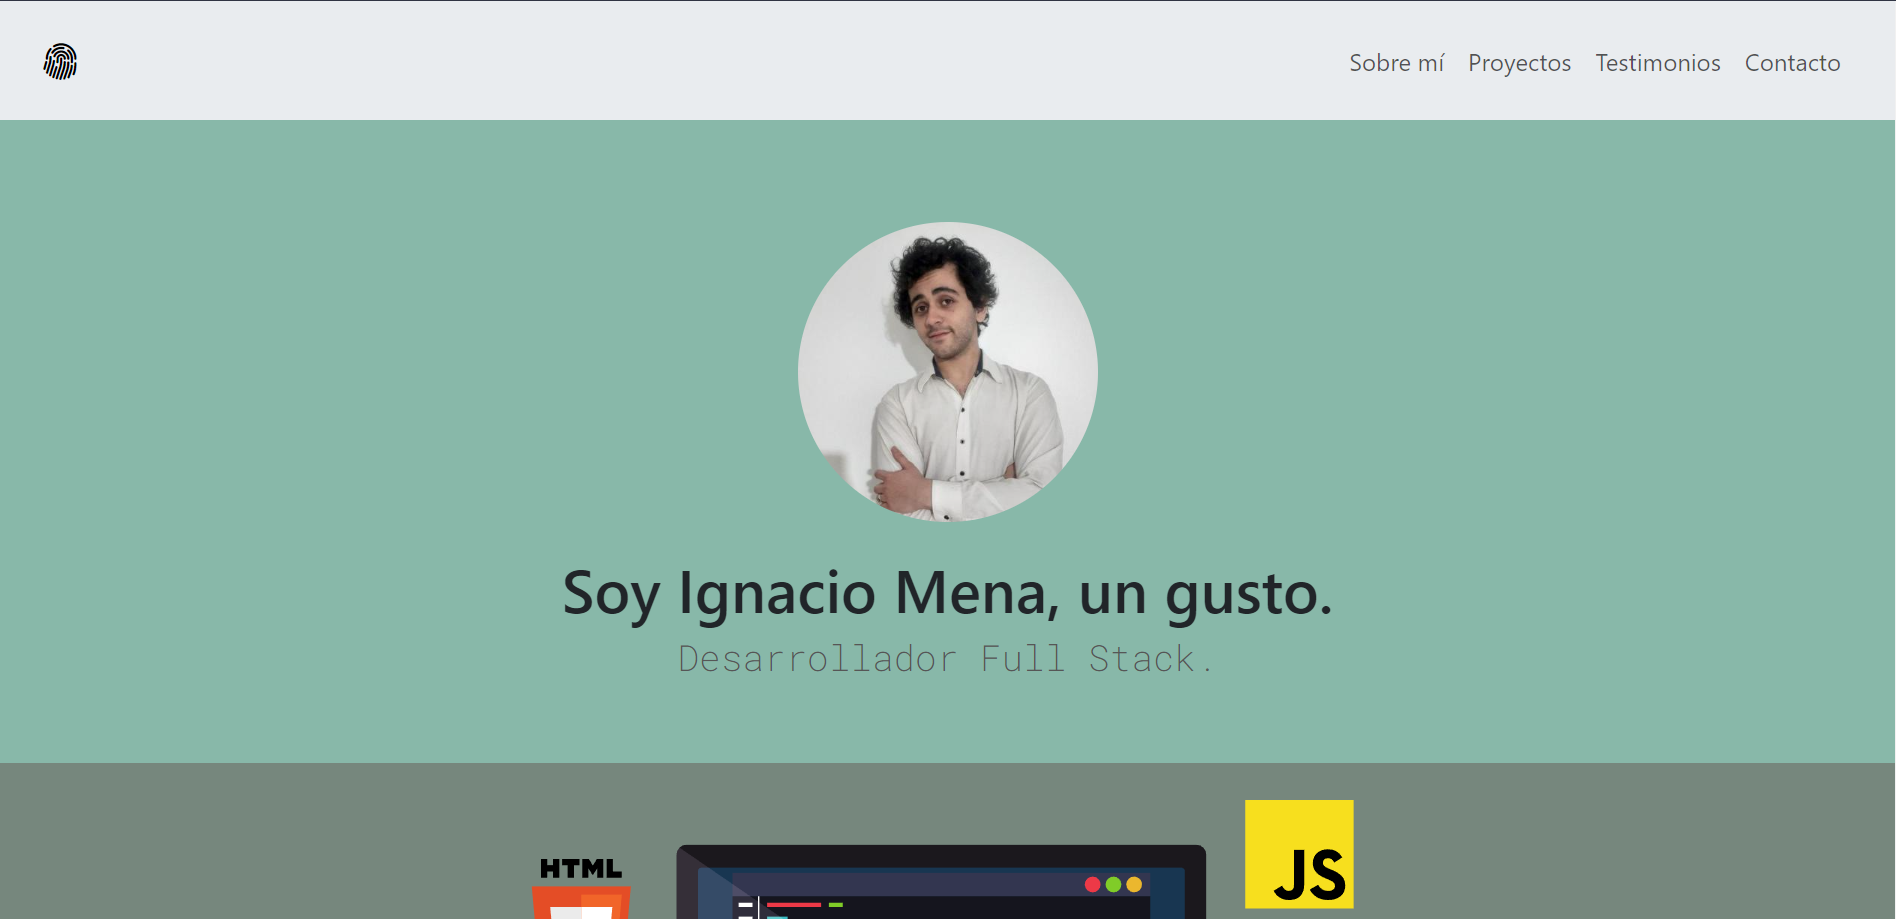 Sobre mí Proyectos Testimonios Contacto
Soy Ignacio Mena, un gusto.
Desarrollador Full Stack.
JS
HTML